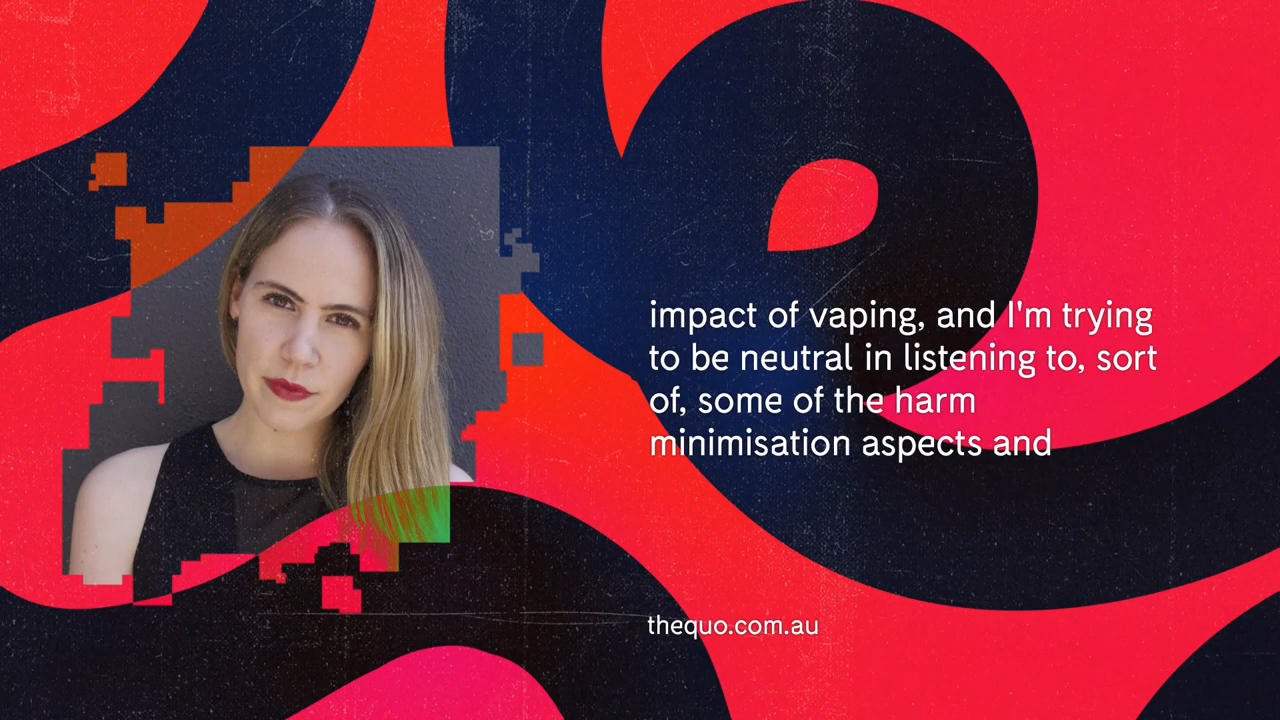 impact of vaping, and I'm trying
to be neutral in listening to, sort
of, some of the harm
minimisation aspects and
thequo.com.au